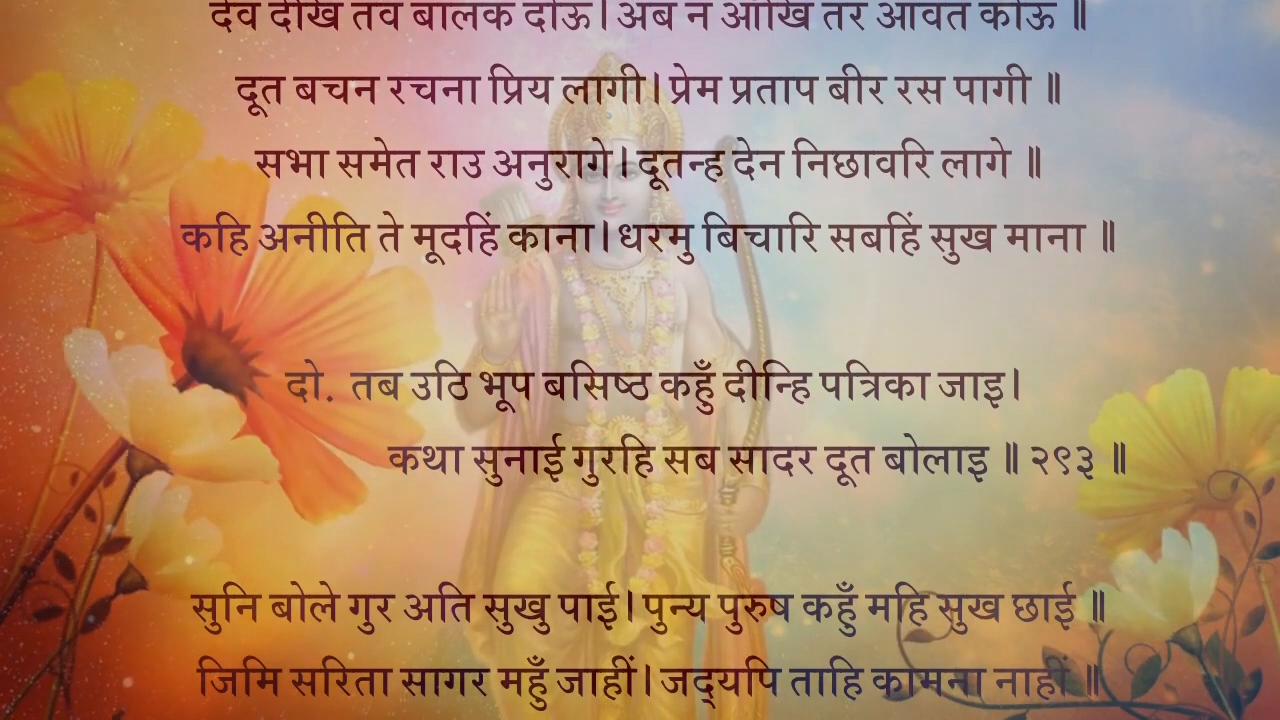 देव देखि तव बालक दोऊ। अब न आँखि तर आवत कोऊ ॥
दूत बचन रचना प्रिय लागी। प्रेम प्रताप बीर रस पागी ॥
सभा समेत राउ अनुरागे। दूतन्ह देन निछावरि लागे ॥
कहि अनीति ते मूदहिं काना। धरमु बिचारि सबहिं सुख माना ॥
दो. तब उठि भूप बसिष्ठ कहुँ दीन्हि पत्रिका जाइ।
कथा सुनाई गुरहि सब सादर दूत बोलाइ ॥ २९३ ॥
सुनि बोले गुर अति सुखु पाई। पुन्य पुरुष कहुँ महि सुख छाई ॥
जिमि सरिता सागर महुँ जाहीं। जद्यपि ताहि कामना नाहीं ॥